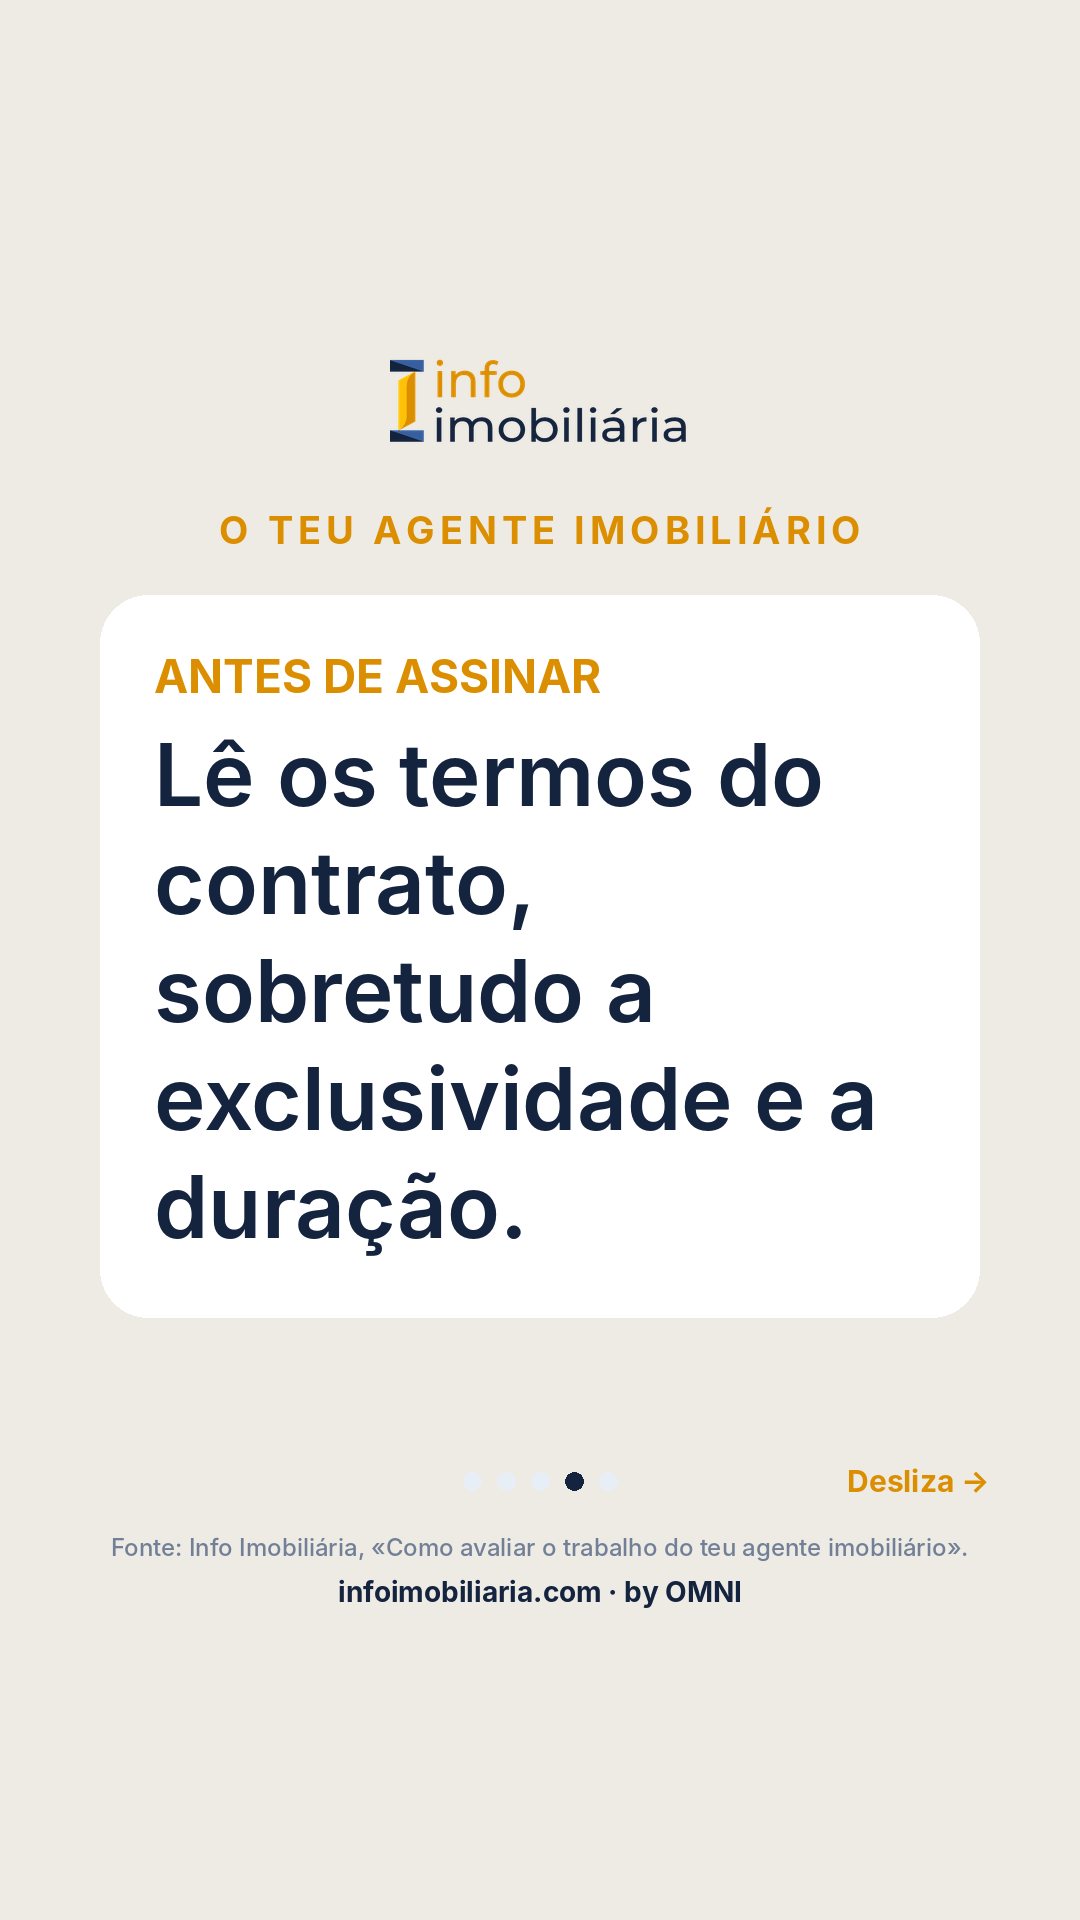 info
imobiliária
O TEU AGENTE IMOBILIÁRIO
ANTES DE ASSINAR
Lê os termos do
contrato,
sobretudo a
exclusividade e a
duração.
Desliza →
Fonte: Info Imobiliária, «Como avaliar o trabalho do teu agente imobiliário».
infoimobiliaria.com · by OMNI